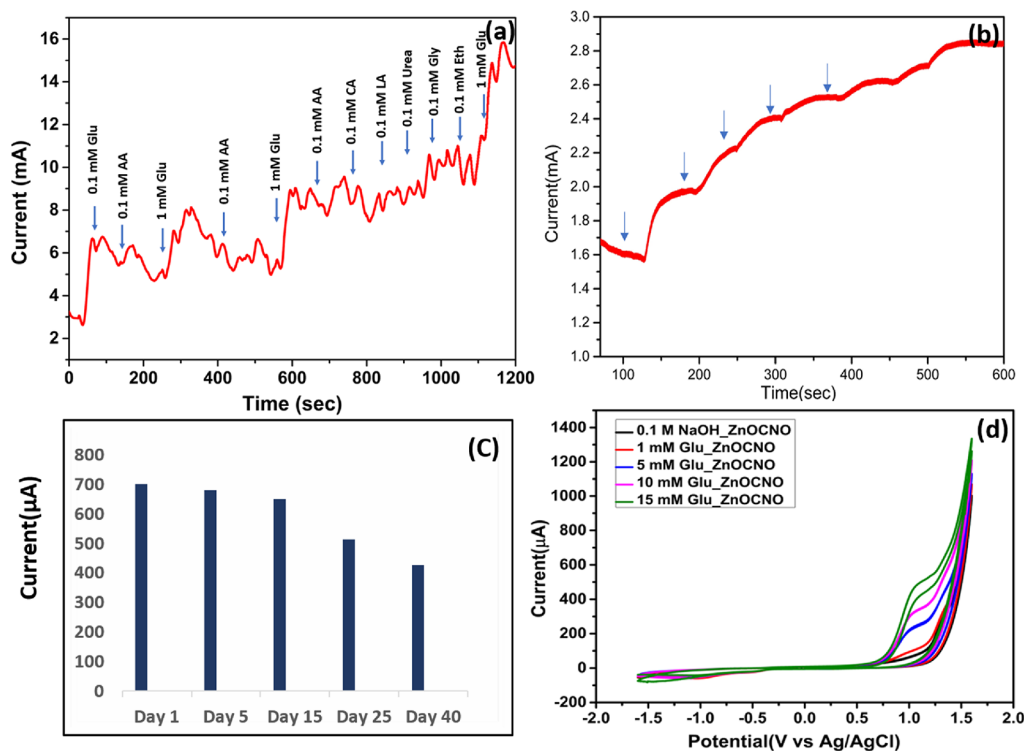 (a)
16
14
12
10
8
6
4
2
Current (mA)
0.1 mM Glu
0.1 mM AA
1 mM Glu
0.1 mM AA
1 mM Glu
0.1 mM AA
0.1 mM CA
0.1 mM LA
0.1 mM Urea
0.1 mM Gly
0.1 mM Eth
1 mM Glu
0 200 400 600 800 1000 1200
Time (sec)
(b)
3.0
2.8
2.6
2.4
2.2
2.0
1.8
1.6
1.4
1.2
1.0
Current(mA)
100 200 300 400 500 600
Time(sec)
(C)
800
700
600
500
400
300
200
100
0
Current(µA)
Day 1 Day 5 Day 15 Day 25 Day 40
(d)
1400
1200
1000
800
600
400
200
0
-200
Current(µA)
0.1 M NaOH_ZnOCNO
1 mM Glu_ZnOCNO
5 mM Glu_ZnOCNO
10 mM Glu_ZnOCNO
15 mM Glu_ZnOCNO
-2.0 -1.5 -1.0 -0.5 0.0 0.5 1.0 1.5 2.0
Potential(V vs Ag/AgCl)